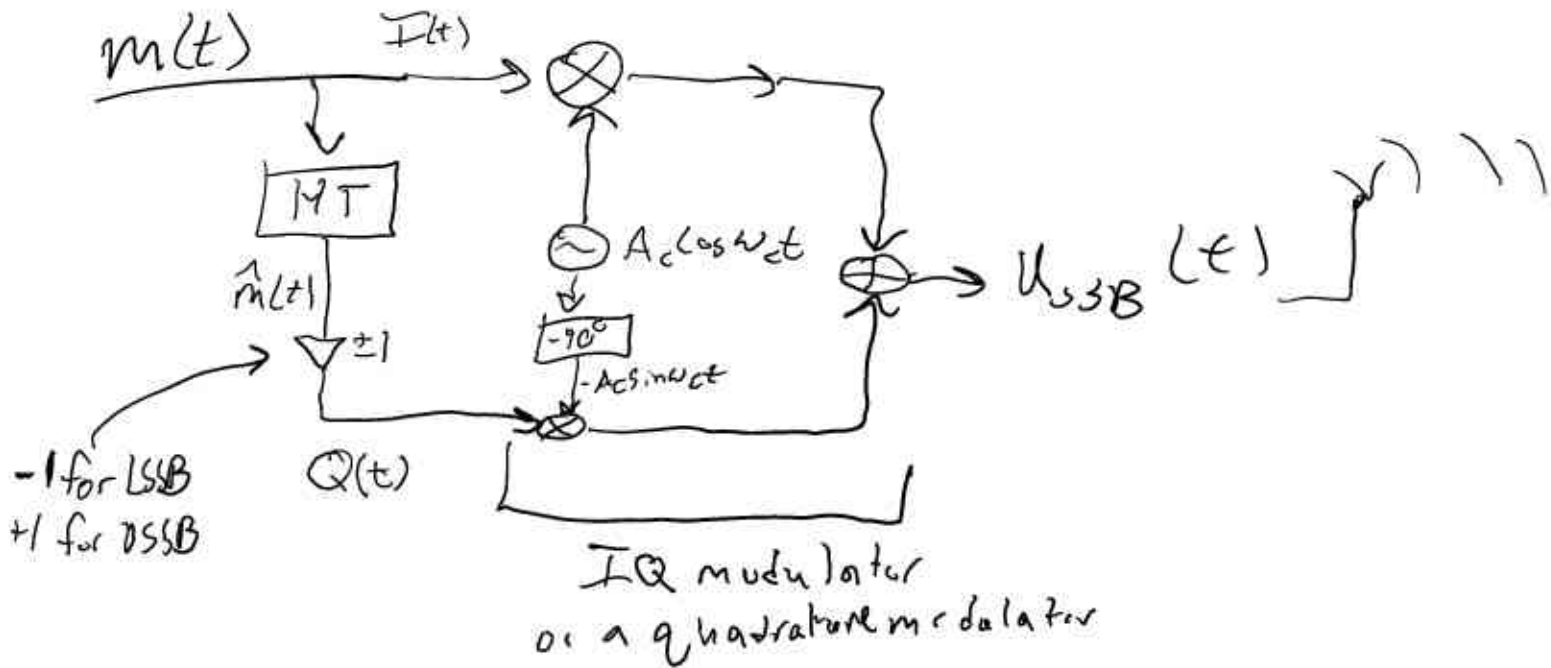 m(t)
I(t)
HT
A_c cos ω_c t
m̂(t)
±1
-90°
-A_c sin ω_c t
U_SSB (t)
-1 for LSSB
+1 for USSB
Q(t)
IQ modulator
or a quadrature modulator